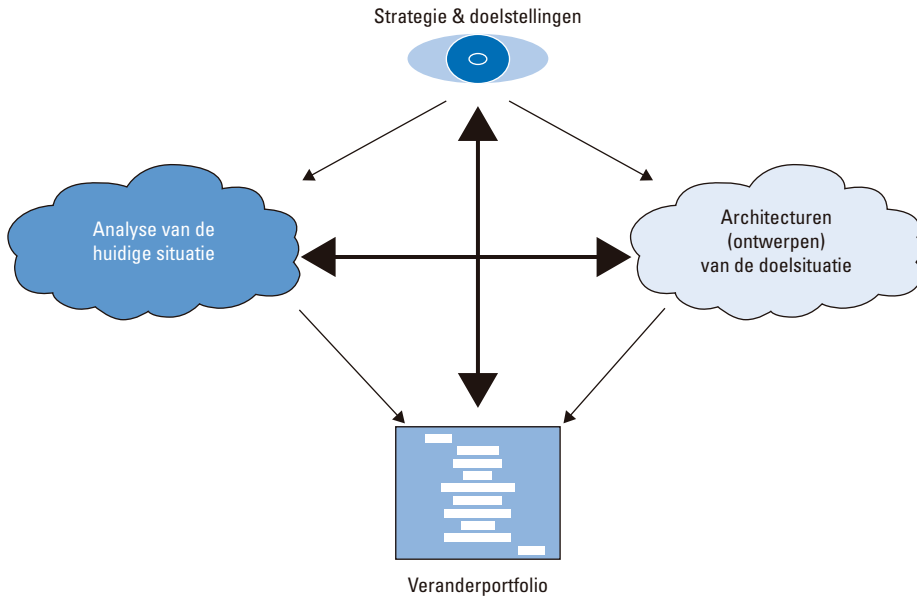 Strategie & doelstellingen
Analyse van de
huidige situatie
Architecturen
(ontwerpen)
van de doelsituatie
Veranderportfolio